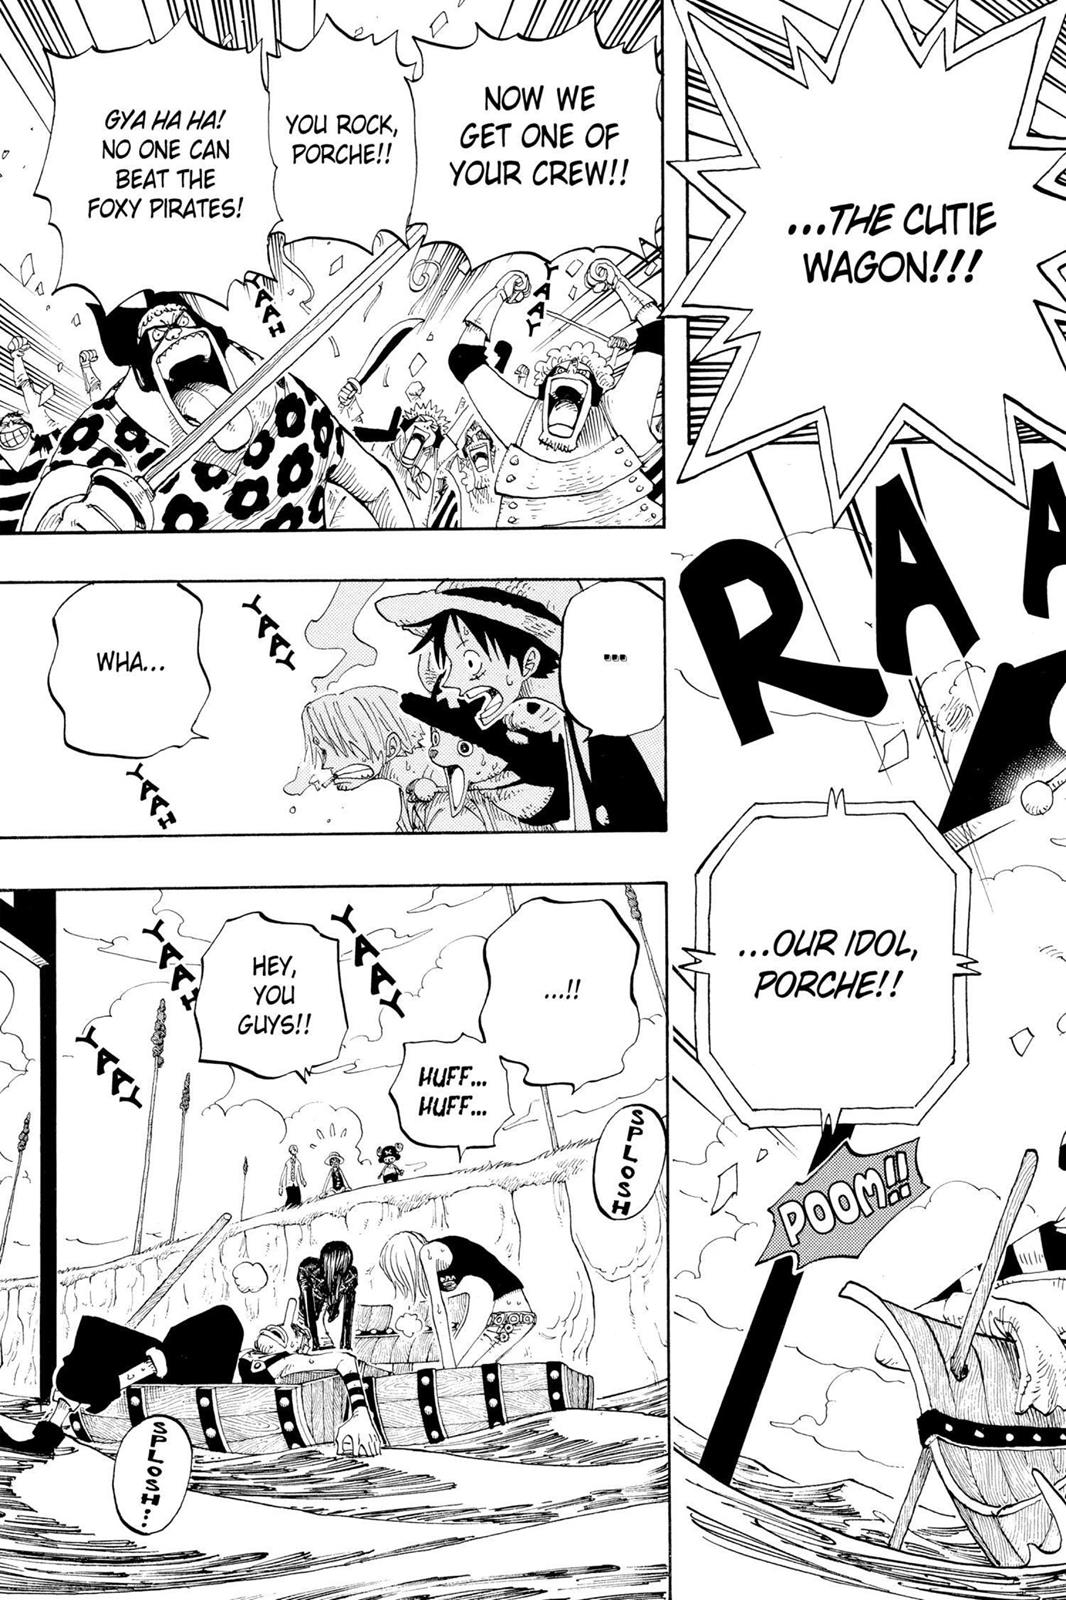 ...THE CUTIE
WAGON!!!
RAA
...OUR IDOL,
PORCHE!!
POOM!!
NOW WE
GET ONE OF
YOUR CREW!!
YOU ROCK,
PORCHE!!
GYA HA HA!
NO ONE CAN
BEAT THE
FOXY PIRATES!
YAAY
YAAH
...
WHA...
YAAY
YAAH
...!!
HUFF...
HUFF...
HEY,
YOU
GUYS!!
YAAY
YAAH
YAAY
SPLOSH
SPLOSH...